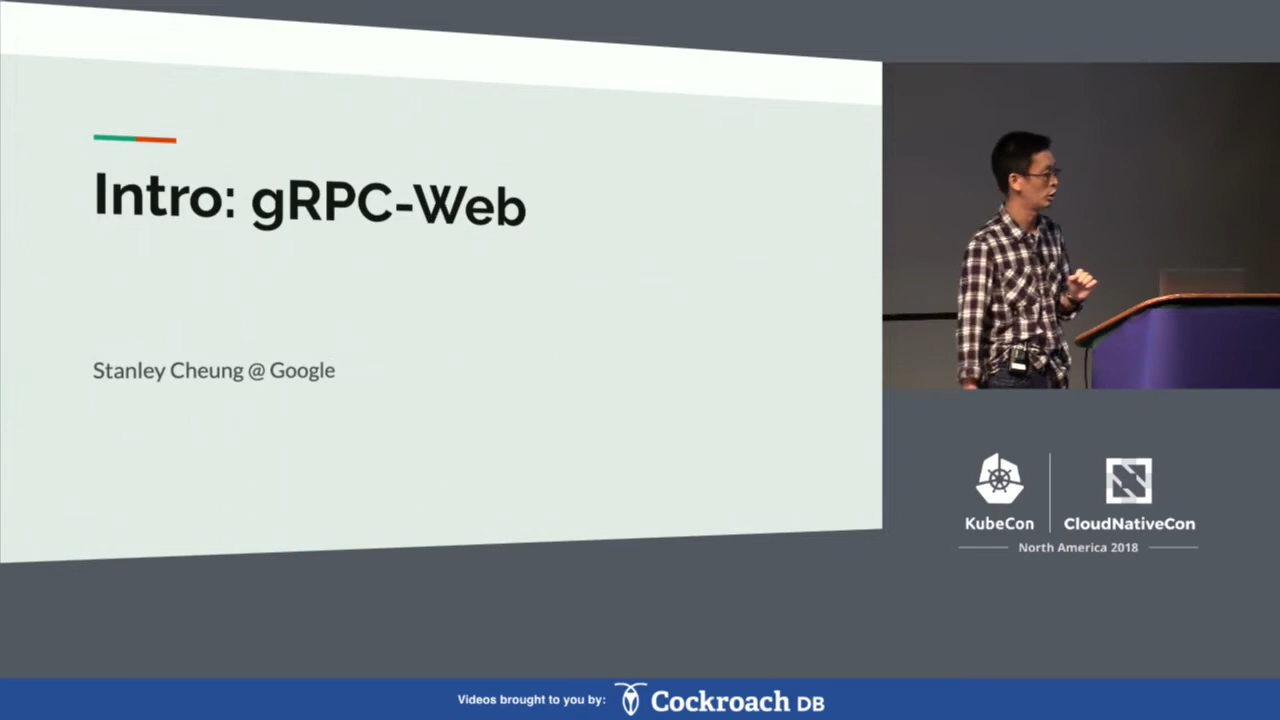 Intro: gRPC-Web
Stanley Cheung @ Google
KubeCon
CloudNativeCon
North America 2018
Videos brought to you by:
Cockroach DB